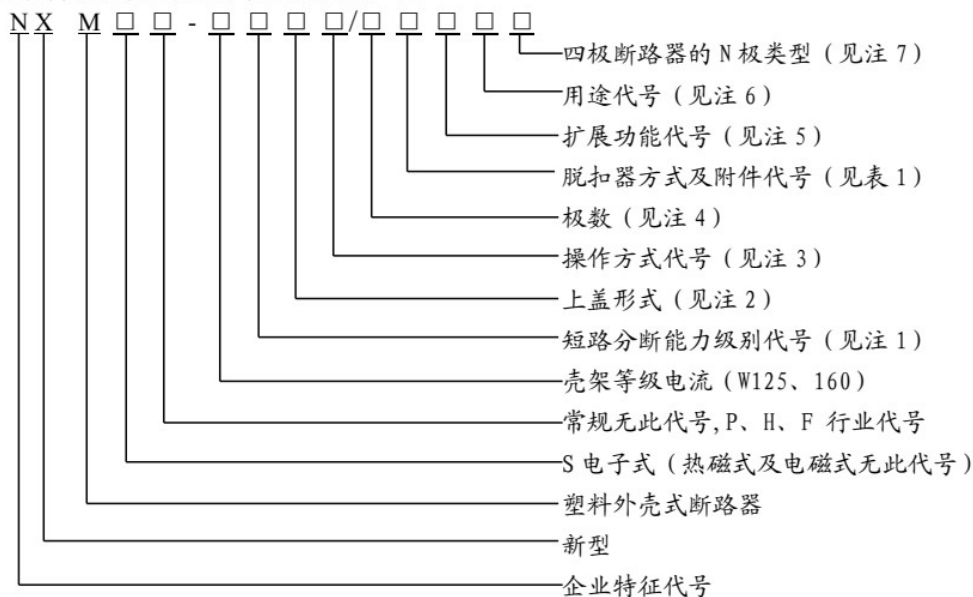 NX M□□-□□□□/□□□□□
四极断路器的N极类型（见注7）
用途代号（见注6）
扩展功能代号（见注5）
脱扣器方式及附件代号（见表1）
极数（见注4）
操作方式代号（见注3）
上盖形式（见注2）
短路分断能力级别代号（见注1）
壳架等级电流（W125、160）
常规无此代号,P、H、F 行业代号
S电子式（热磁式及电磁式无此代号）
塑料外壳式断路器
新型
企业特征代号